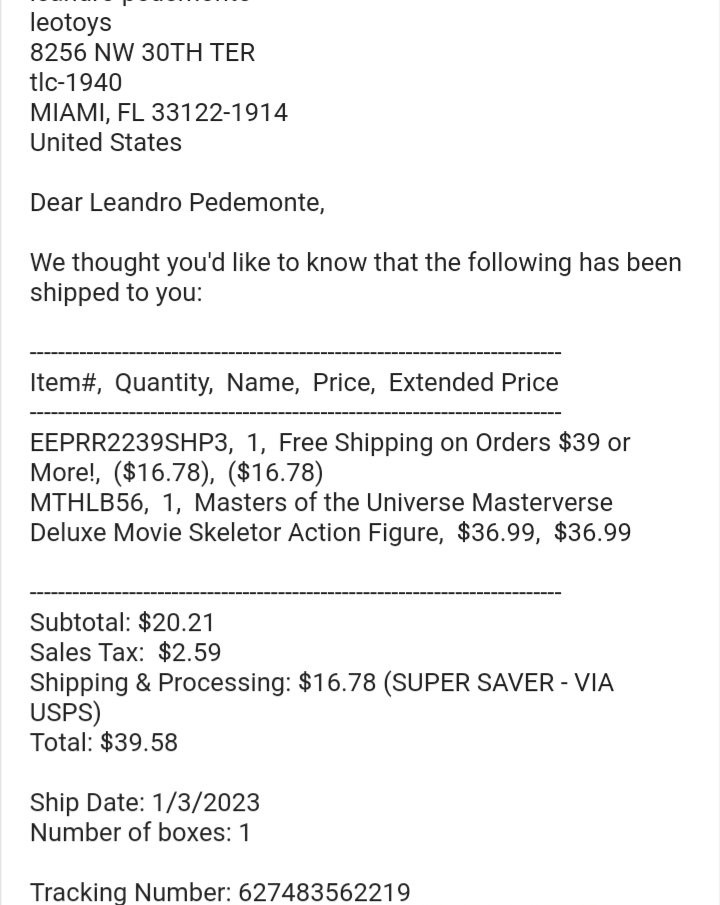 leandro pedemonte
leotoys
8256 NW 30TH TER
tlc-1940
MIAMI, FL 33122-1914
United States
Dear Leandro Pedemonte,
We thought you'd like to know that the following has been
shipped to you:
---------------------------------------------------------------------------
Item#,  Quantity,  Name,  Price,  Extended Price
---------------------------------------------------------------------------
EEPRR2239SHP3,  1,  Free Shipping on Orders $39 or
More!,  ($16.78),  ($16.78)
MTHLB56,  1,  Masters of the Universe Masterverse
Deluxe Movie Skeletor Action Figure,  $36.99,  $36.99
---------------------------------------------------------------------------
Subtotal: $20.21
Sales Tax:  $2.59
Shipping & Processing: $16.78 (SUPER SAVER - VIA
USPS)
Total: $39.58
Ship Date: 1/3/2023
Number of boxes: 1
Tracking Number: 627483562219